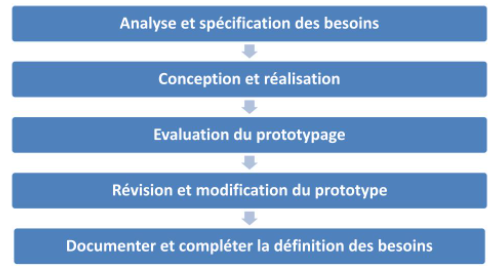 Analyse et spécification des besoins
Conception et réalisation
Evaluation du prototypage
Révision et modification du prototype
Documenter et compléter la définition des besoins